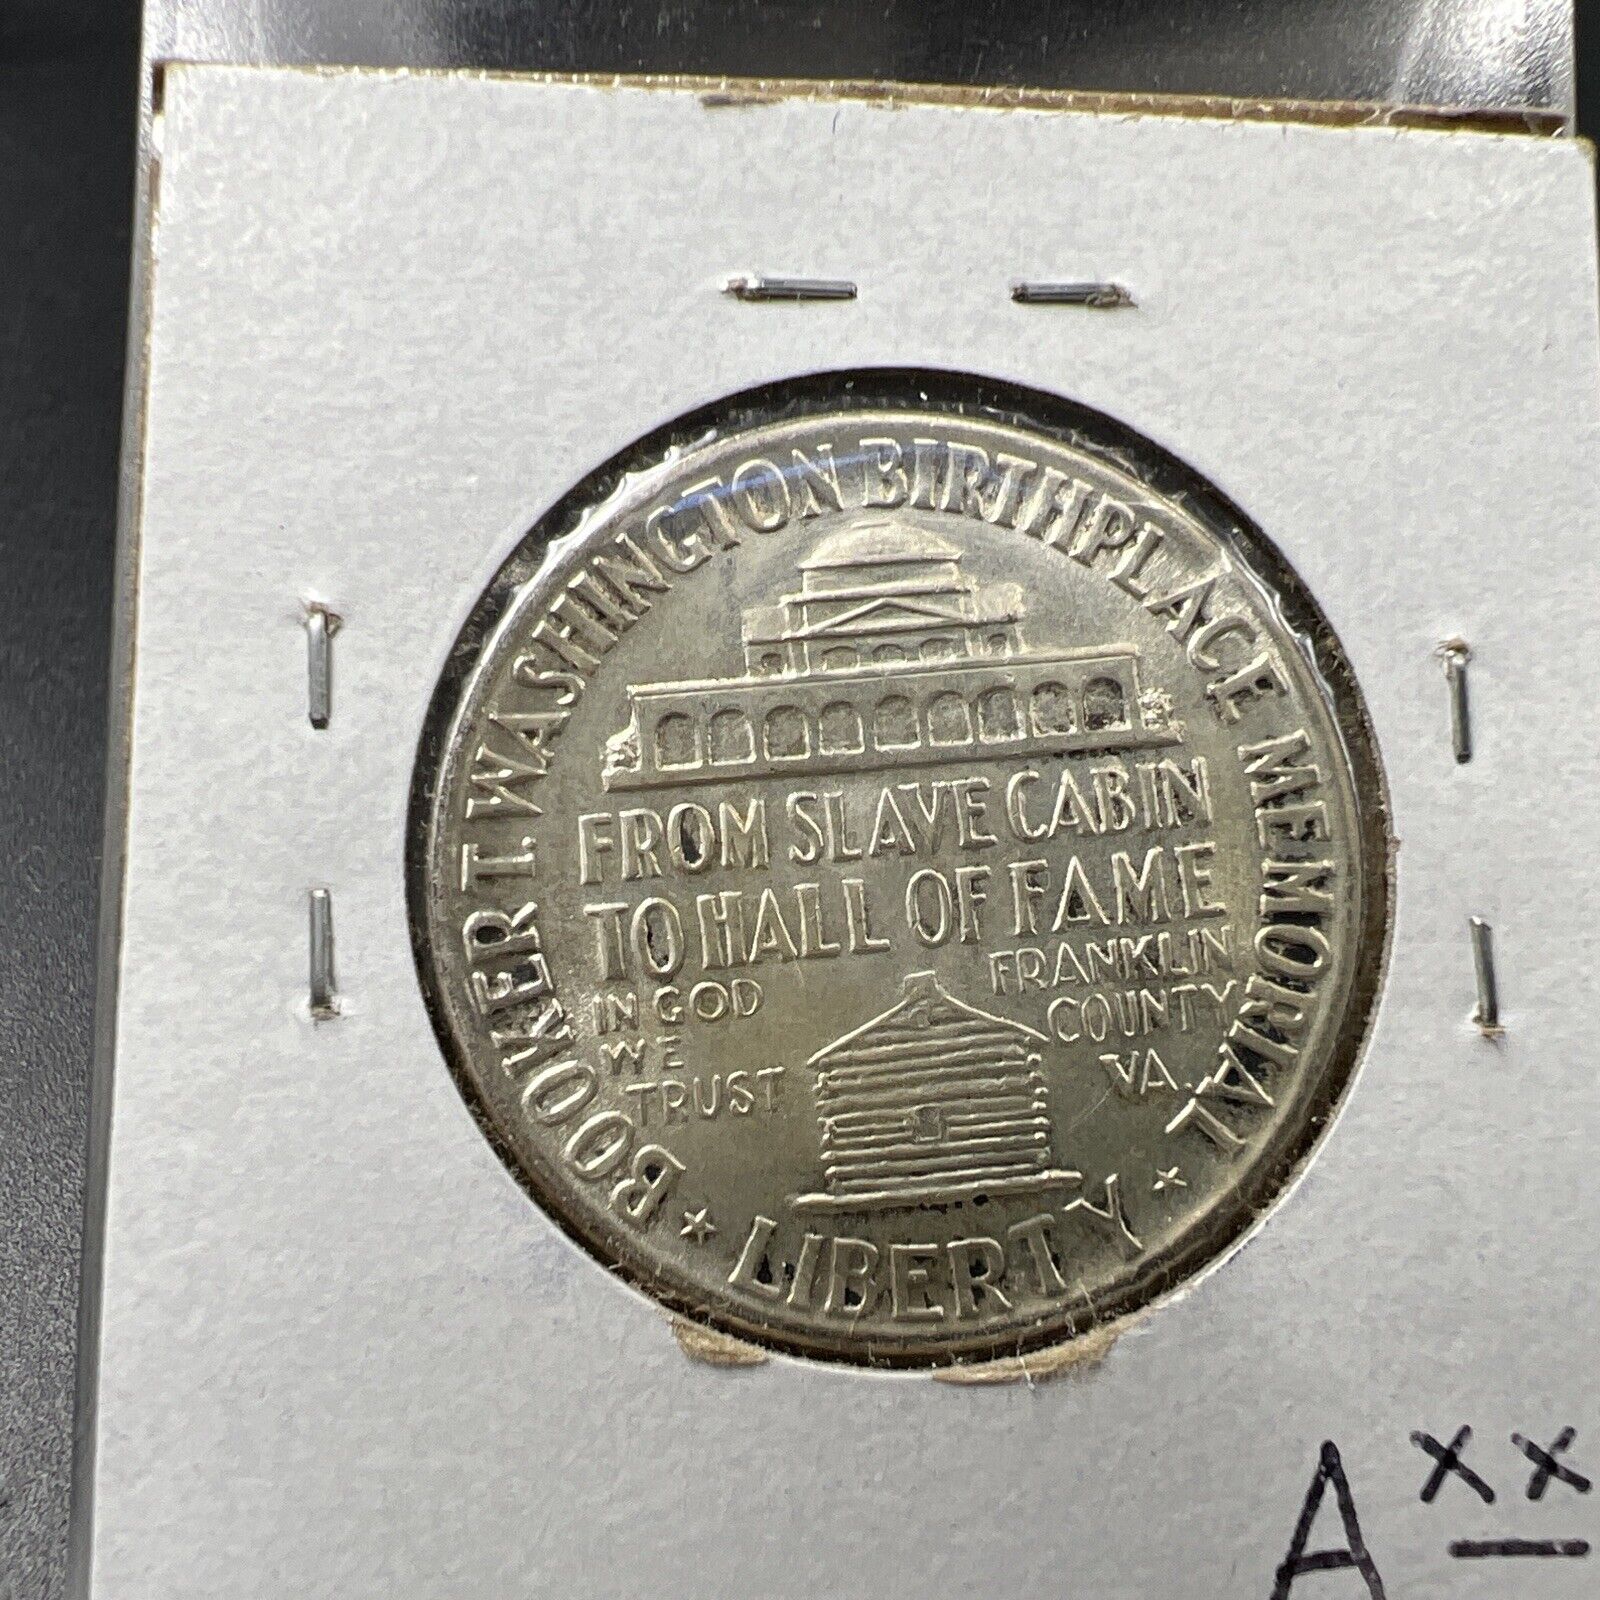 BOOKER T. WASHINGTON BIRTHPLACE MEMORIAL
FROM SLAVE CABIN
TO HALL OF FAME
IN GOD
WE
TRUST
FRANKLIN
COUNTY
VA.
LIBERTY
AXX